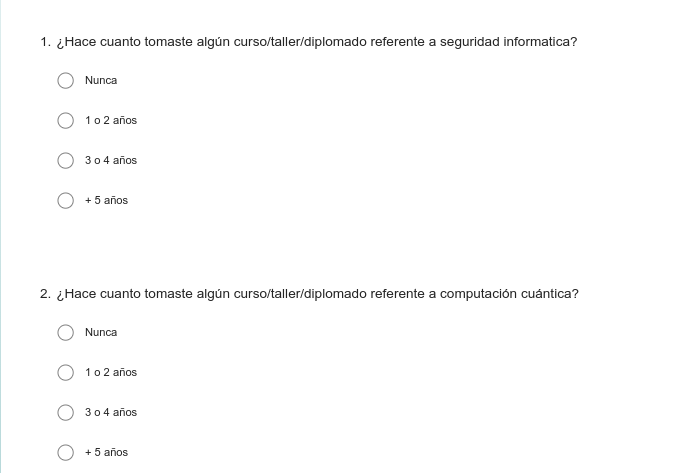 1. ¿Hace cuanto tomaste algún curso/taller/diplomado referente a seguridad informatica?
Nunca
1 o 2 años
3 o 4 años
+ 5 años
2. ¿Hace cuanto tomaste algún curso/taller/diplomado referente a computación cuántica?
Nunca
1 o 2 años
3 o 4 años
+ 5 años